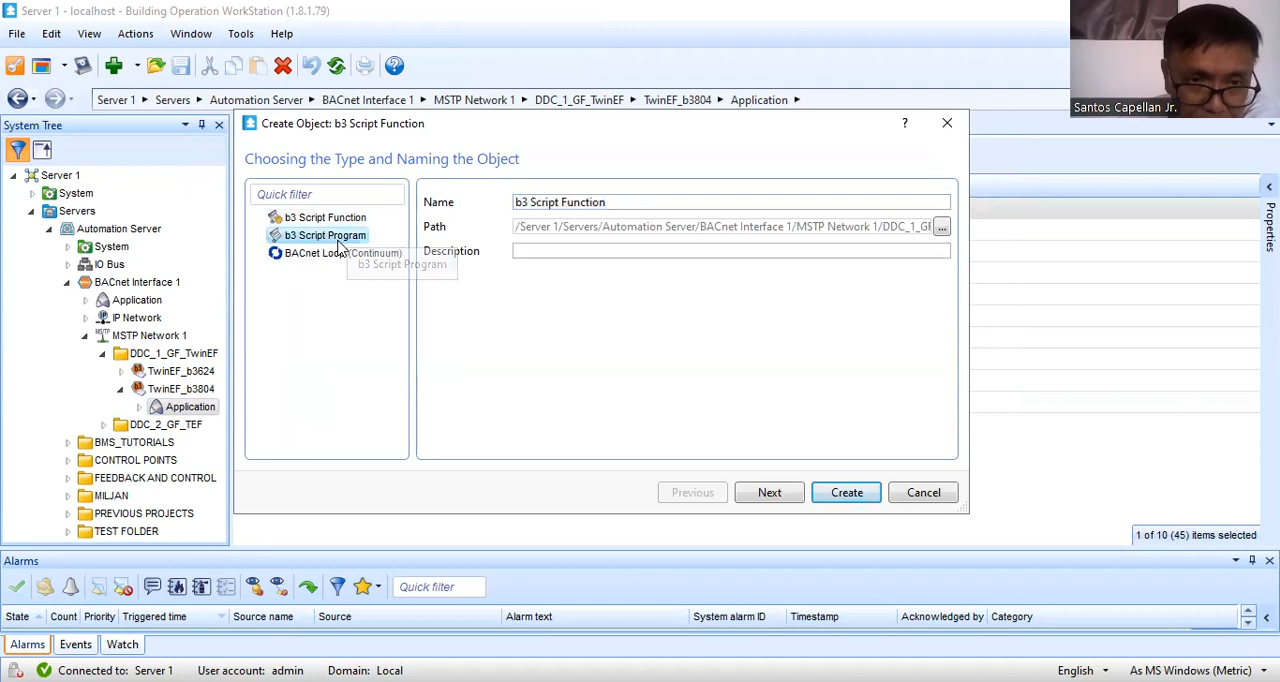 Server 1 - localhost - Building Operation WorkStation (1.8.1.79)
File Edit View Actions Window Tools Help
Server 1 Servers Automation Server BACnet Interface 1 MSTP Network 1 DDC_1_GF_TwinEF TwinEF_b3804 Application
Santos Capellan Jr.
System Tree
Server 1
System
Servers
Automation Server
System
IO Bus
BACnet Interface 1
Application
IP Network
MSTP Network 1
DDC_1_GF_TwinEF
TwinEF_b3624
TwinEF_b3804
Application
DDC_2_GF_TEF
BMS_TUTORIALS
CONTROL POINTS
FEEDBACK AND CONTROL
MILJAN
PREVIOUS PROJECTS
TEST FOLDER
Create Object: b3 Script Function
?
Choosing the Type and Naming the Object
Quick filter
b3 Script Function
b3 Script Program
BACnet (Continuum)
b3 Script Program
Name b3 Script Function
Path /Server 1/Servers/Automation Server/BACnet Interface 1/MSTP Network 1/DDC_1_GF ...
Description
Previous Next Create Cancel
Properties
1 of 10 (45) items selected
Alarms
Quick filter
State Count Priority Triggered time Source name Source Alarm text System alarm ID Timestamp Acknowledged by Category
Alarms Events Watch
Connected to: Server 1 User account: admin Domain: Local English As MS Windows (Metric)